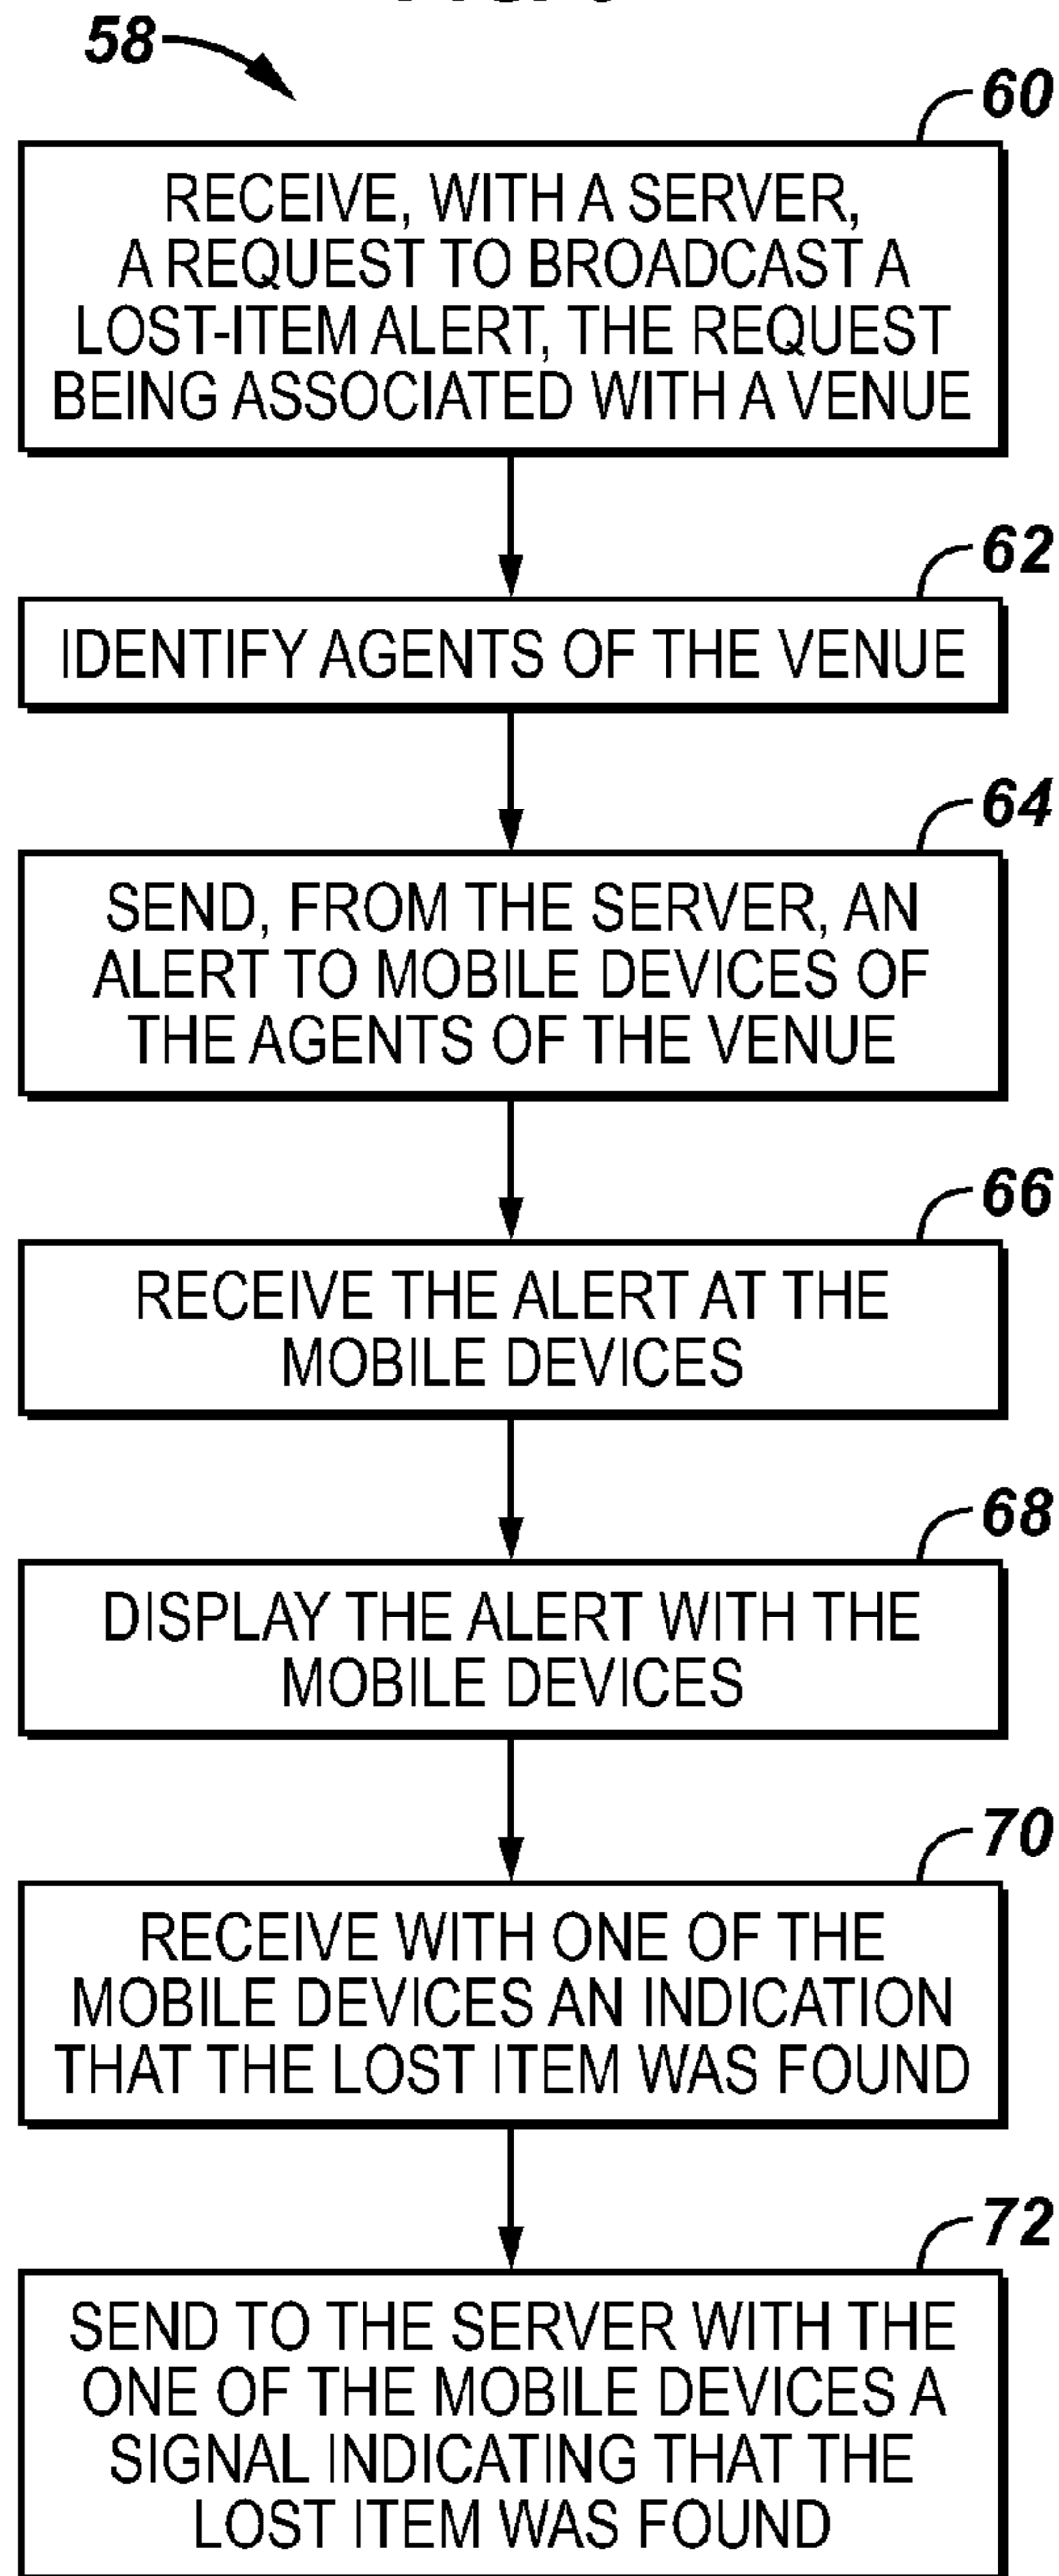 58
60
RECEIVE, WITH A SERVER,
A REQUEST TO BROADCAST A
LOST-ITEM ALERT, THE REQUEST
BEING ASSOCIATED WITH A VENUE
62
IDENTIFY AGENTS OF THE VENUE
64
SEND, FROM THE SERVER, AN
ALERT TO MOBILE DEVICES OF
THE AGENTS OF THE VENUE
66
RECEIVE THE ALERT AT THE
MOBILE DEVICES
68
DISPLAY THE ALERT WITH THE
MOBILE DEVICES
70
RECEIVE WITH ONE OF THE
MOBILE DEVICES AN INDICATION
THAT THE LOST ITEM WAS FOUND
72
SEND TO THE SERVER WITH THE
ONE OF THE MOBILE DEVICES A
SIGNAL INDICATING THAT THE
LOST ITEM WAS FOUND